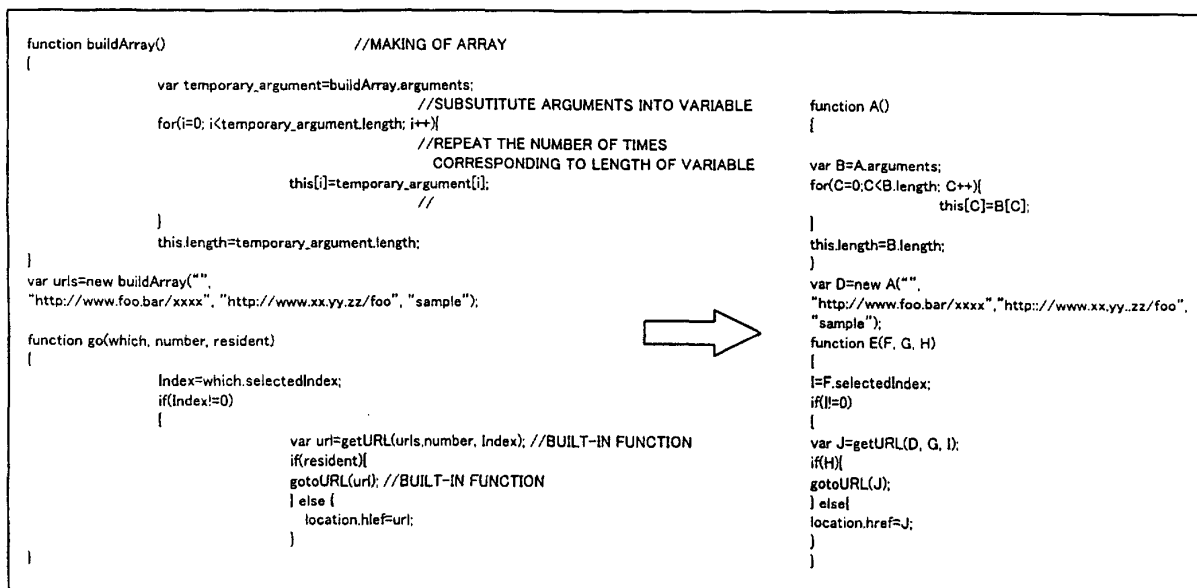 function buildArray() //MAKING OF ARRAY
{
var temporary_argument=buildArray.arguments;
//SUBSUTITUTE ARGUMENTS INTO VARIABLE
for(i=0; i<temporary_argument.length; i++){
//REPEAT THE NUMBER OF TIMES
CORRESPONDING TO LENGTH OF VARIABLE
this[i]=temporary_argument[i];
//
}
this.length=temporary_argument.length;
}
var urls=new buildArray("",
"http://www.foo.bar/xxxx", "http://www.xx.yy.zz/foo", "sample");
function go(which, number, resident)
{
Index=which.selectedIndex;
if(Index!=0)
{
var url=getURL(urls,number, Index); //BUILT-IN FUNCTION
if(resident){
gotoURL(url); //BUILT-IN FUNCTION
} else {
location.hlef=url;
}
}
function A()
{
var B=A.arguments;
for(C=0;C<B.length; C++){
this[C]=B[C];
}
this.length=B.length;
}
var D=new A("",
"http://www.foo.bar/xxxx","http:://www.xx,yy..zz/foo",
"sample");
function E(F, G, H)
{
I=F.selectedIndex;
if(I!=0)
{
var J=getURL(D, G, I);
if(H){
gotoURL(J);
} else{
location.href=J;
}
}